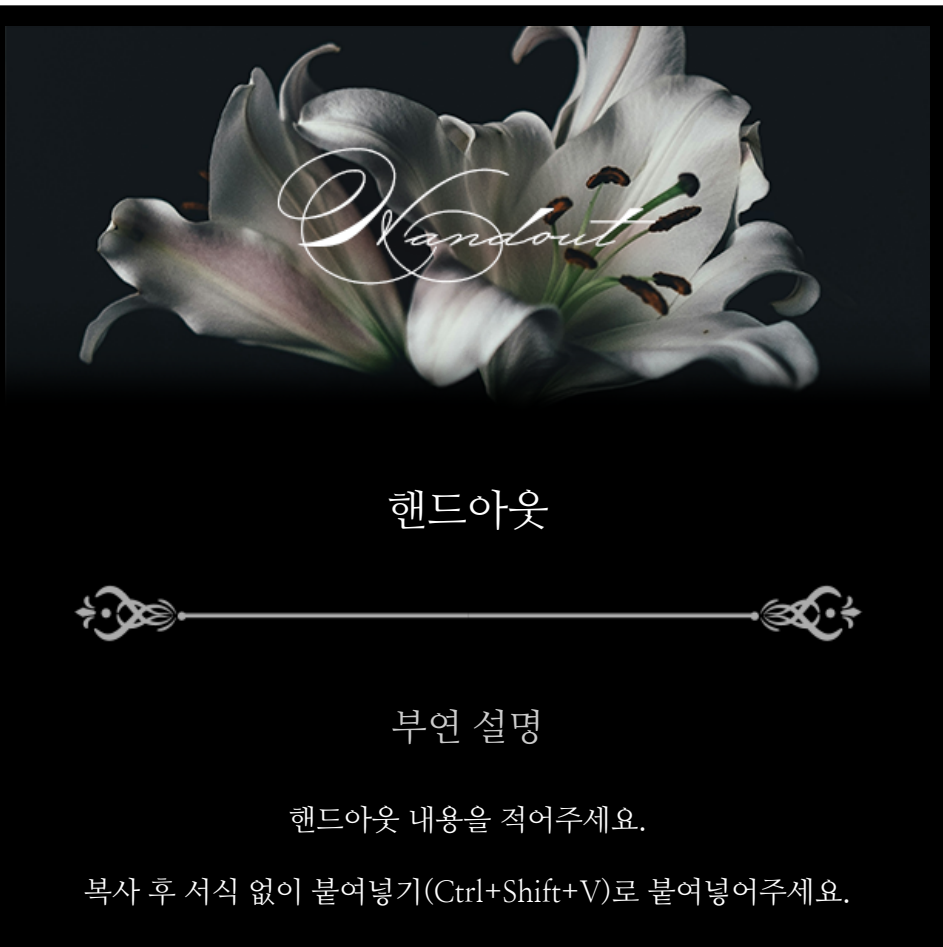 Handout
핸드아웃
부연 설명
핸드아웃 내용을 적어주세요.
복사 후 서식 없이 붙여넣기(Ctrl+Shift+V)로 붙여넣어주세요.